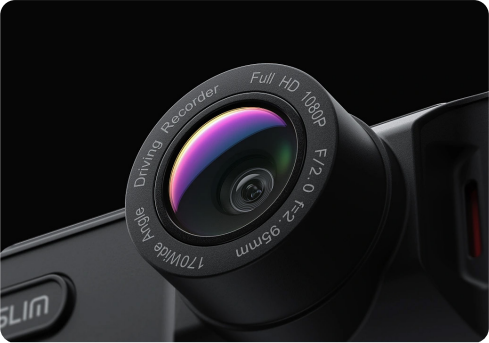 Driving Recorder
Full HD 1080P
F/2.0 f=2.95mm
170Wide Angle
SLIM